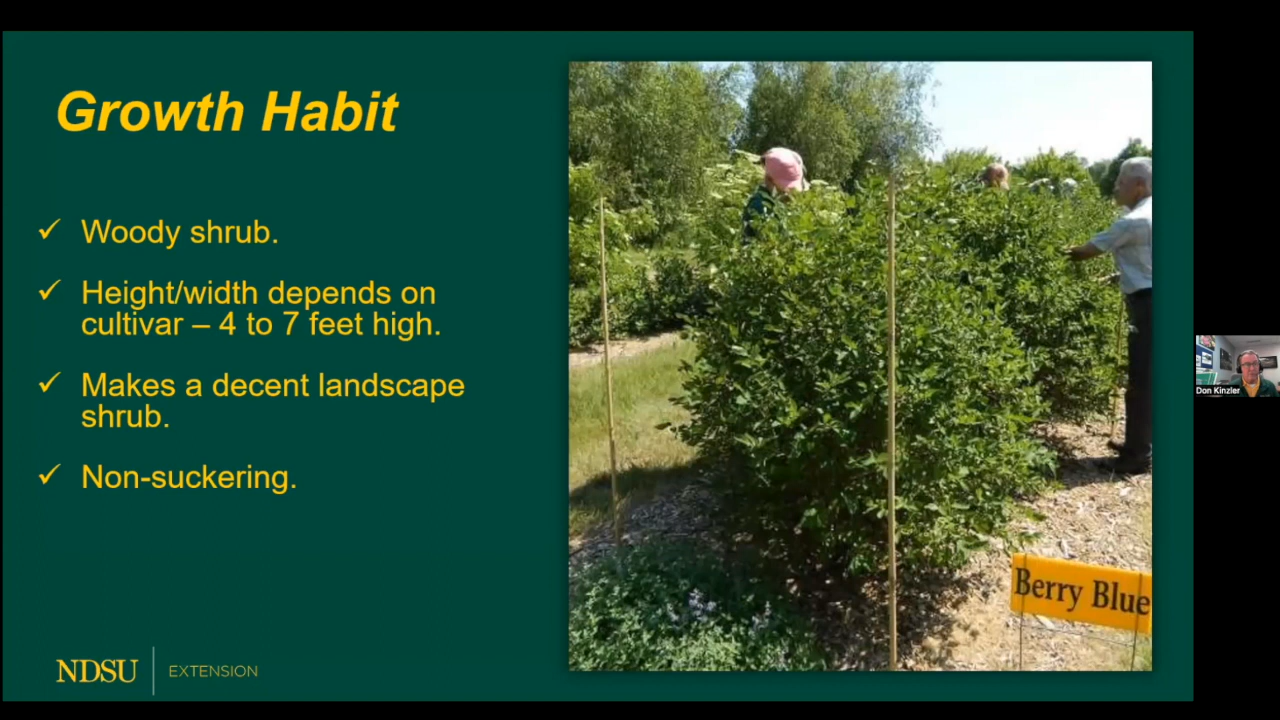 Growth Habit
✓ Woody shrub.
✓ Height/width depends on
cultivar – 4 to 7 feet high.
✓ Makes a decent landscape
shrub.
✓ Non-suckering.
NDSU EXTENSION
Berry Blue
Don Kinzler